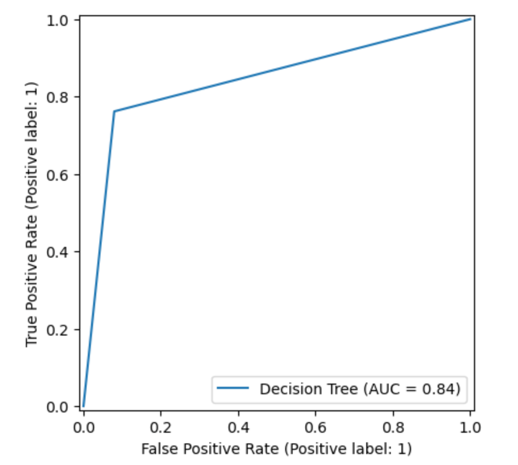 1.0
0.8
0.6
0.4
0.2
0.0
True Positive Rate (Positive label: 1)
Decision Tree (AUC = 0.84)
0.0 0.2 0.4 0.6 0.8 1.0
False Positive Rate (Positive label: 1)